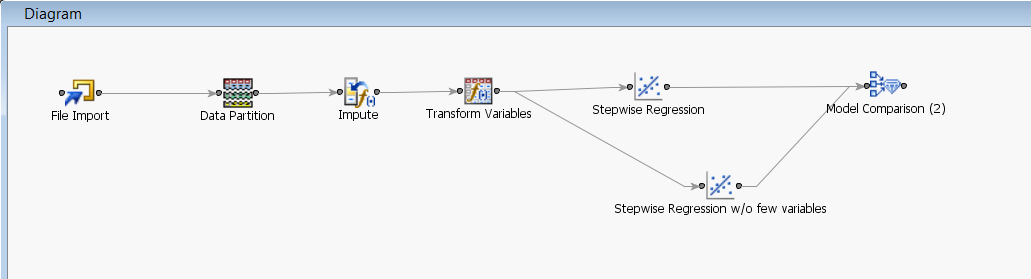 Diagram
File Import
Data Partition
Impute
Transform Variables
Stepwise Regression
Model Comparison (2)
Stepwise Regression w/o few variables